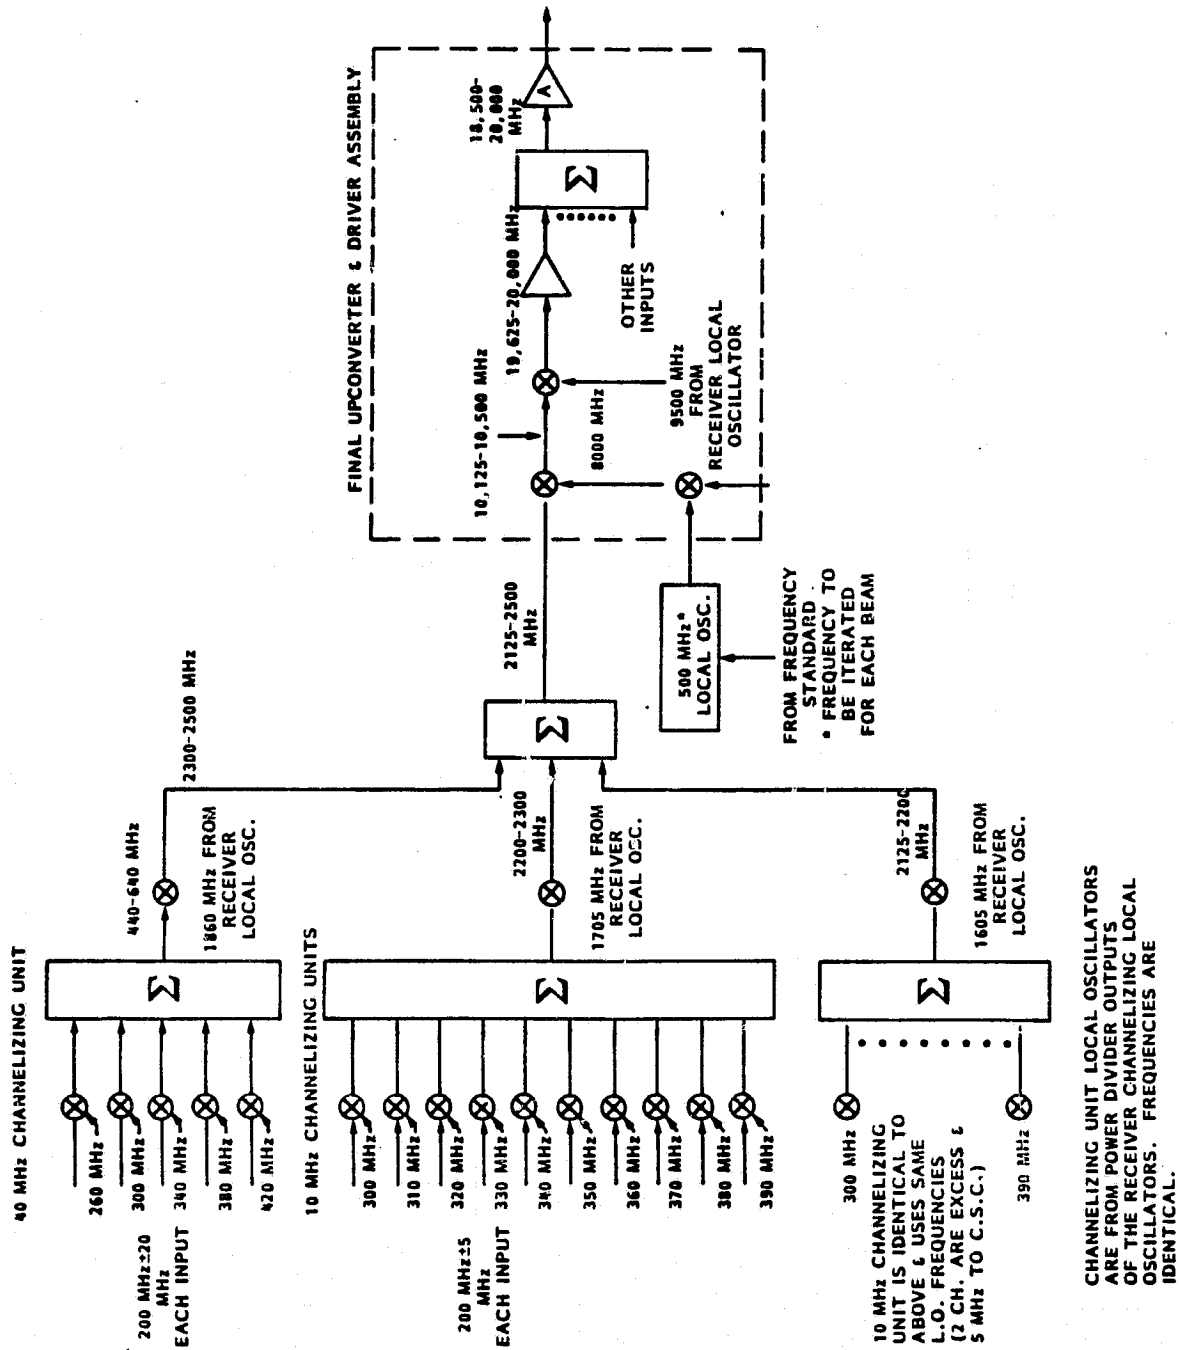 40 MHz CHANNELIZING UNIT
260 MHz
300 MHz
340 MHz
380 MHz
420 MHz
200 MHz±20
MHz
EACH INPUT
Σ
440-640 MHz
1860 MHz FROM
RECEIVER
LOCAL OSC.
2300-2500 MHz
10 MHz CHANNELIZING UNITS
300 MHz
310 MHz
320 MHz
330 MHz
340 MHz
350 MHz
360 MHz
370 MHz
380 MHz
390 MHz
200 MHz±5
MHz
EACH INPUT
Σ
2200-2300
MHz
1705 MHz FROM
RECEIVER
LOCAL OSC.
300 MHz
390 MHz
10 MHz CHANNELIZING
UNIT IS IDENTICAL TO
ABOVE & USES SAME
L.O. FREQUENCIES
(2 CH. ARE EXCESS &
5 MHz TO C.S.C.)
Σ
2125-2200
MHz
1605 MHz FROM
RECEIVER
LOCAL OSC.
Σ
2125-2500
MHz
500 MHz*
LOCAL OSC.
FROM FREQUENCY
STANDARD
* FREQUENCY TO
BE ITERATED
FOR EACH BEAM
FINAL UPCONVERTER & DRIVER ASSEMBLY
10,125-10,500 MHz
8000 MHz
9500 MHz
FROM
RECEIVER LOCAL
OSCILLATOR
19,625-20,000 MHz
OTHER
INPUTS
Σ
18,500-
20,000
MHz
A
CHANNELIZING UNIT LOCAL OSCILLATORS
ARE FROM POWER DIVIDER OUTPUTS
OF THE RECEIVER CHANNELIZING LOCAL
OSCILLATORS. FREQUENCIES ARE
IDENTICAL.